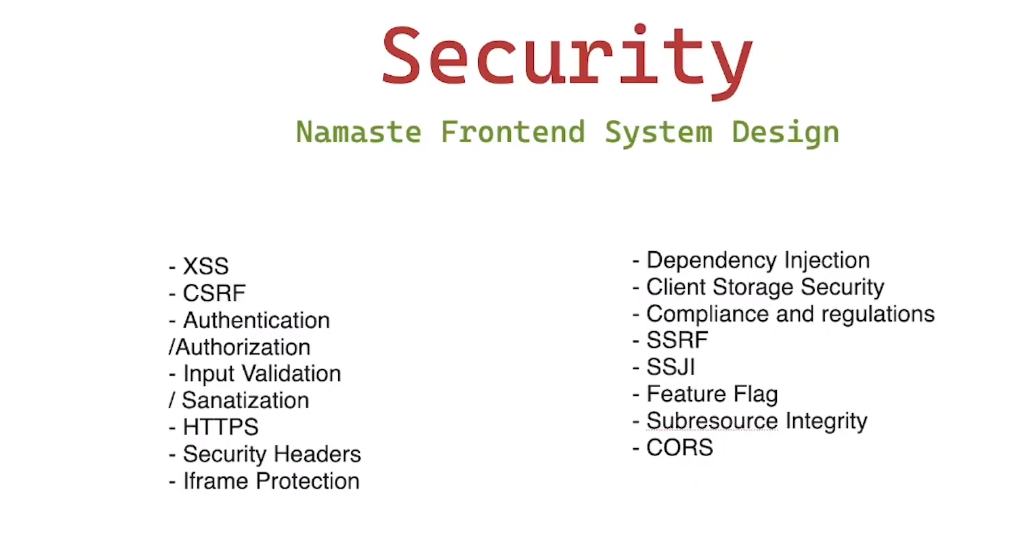 Security
Namaste Frontend System Design
- XSS
- CSRF
- Authentication
/Authorization
- Input Validation
/ Sanatization
- HTTPS
- Security Headers
- Iframe Protection
- Dependency Injection
- Client Storage Security
- Compliance and regulations
- SSRF
- SSJI
- Feature Flag
- Subresource Integrity
- CORS